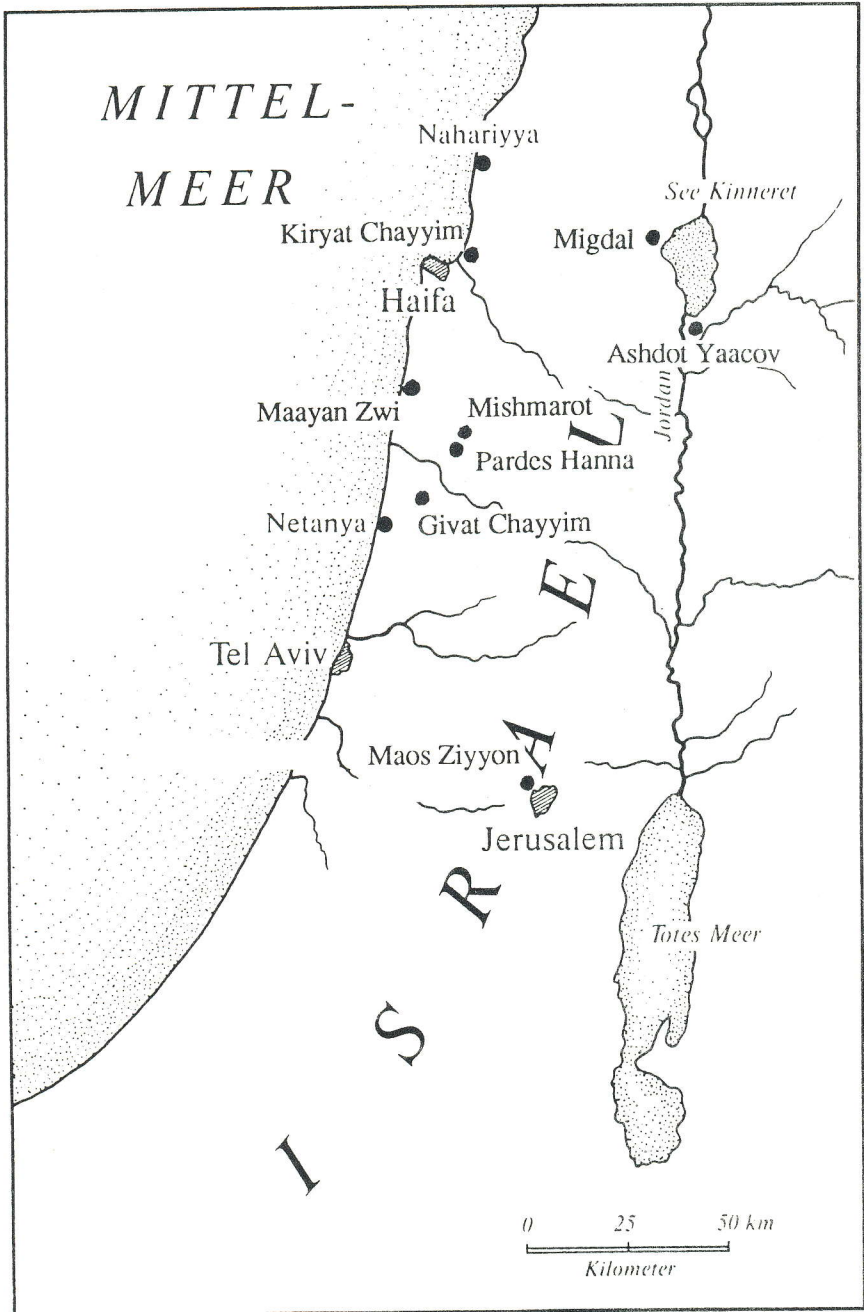 MITTEL-
MEER
Nahariyya
See Kinneret
Kiryat Chayyim
Migdal
Haifa
Ashdot Yaacov
Jordan
Maayan Zwi
Mishmarot
Pardes Hanna
Netanya
Givat Chayyim
Tel Aviv
Maos Ziyyon
Jerusalem
Totes Meer
ISRAEL
0 25 50 km
Kilometer